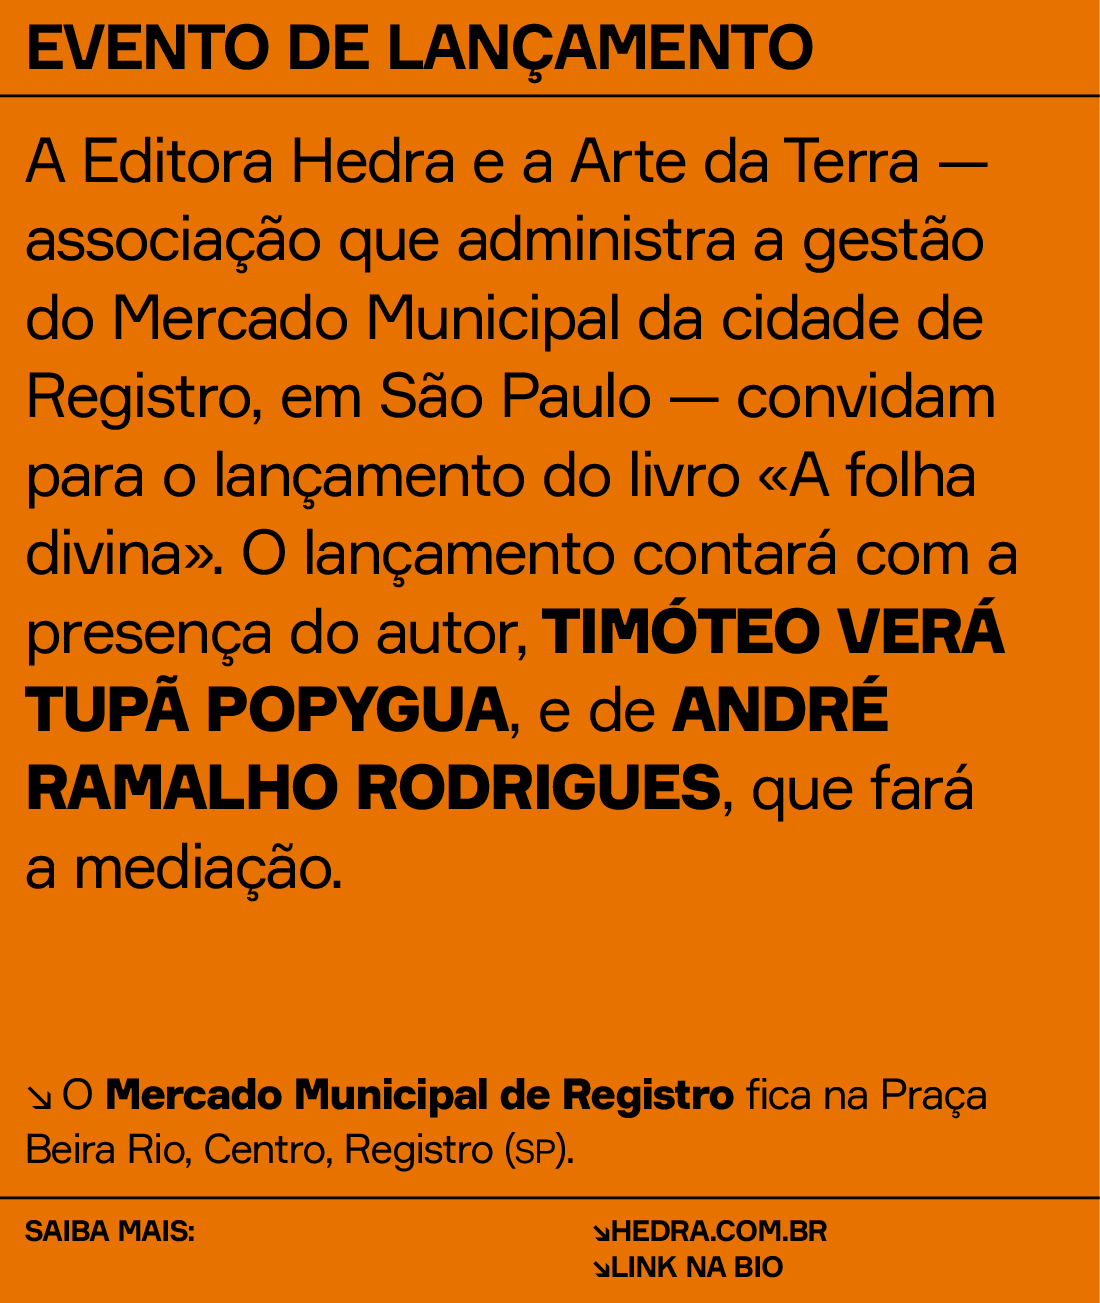 EVENTO DE LANÇAMENTO
A Editora Hedra e a Arte da Terra —
associação que administra a gestão
do Mercado Municipal da cidade de
Registro, em São Paulo — convidam
para o lançamento do livro «A folha
divina». O lançamento contará com a
presença do autor, TIMÓTEO VERÁ
TUPÃ POPYGUA, e de ANDRÉ
RAMALHO RODRIGUES, que fará
a mediação.
↘ O Mercado Municipal de Registro fica na Praça
Beira Rio, Centro, Registro (SP).
SAIBA MAIS:
↘HEDRA.COM.BR
↘LINK NA BIO